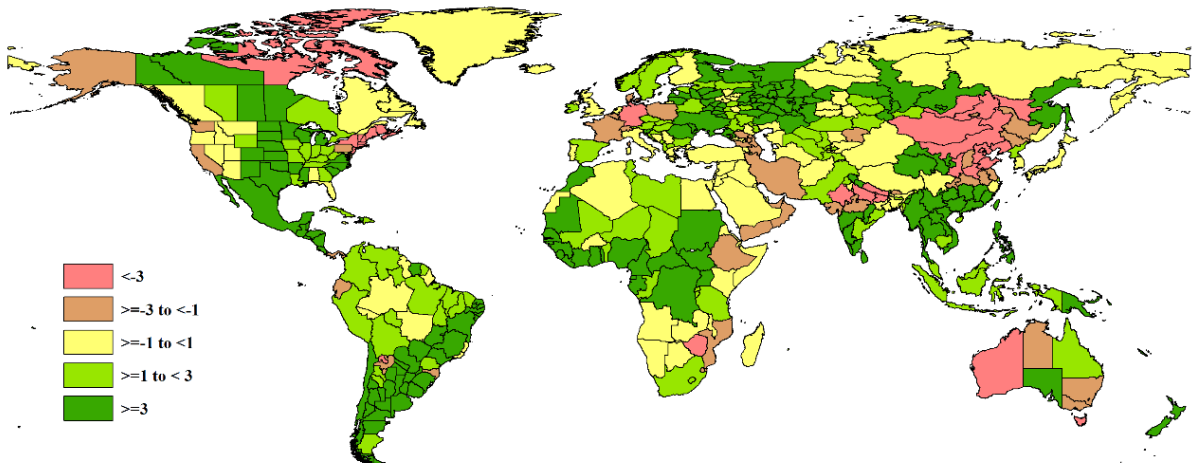 <-3
>=-3 to <-1
>=-1 to <1
>=1 to < 3
>=3